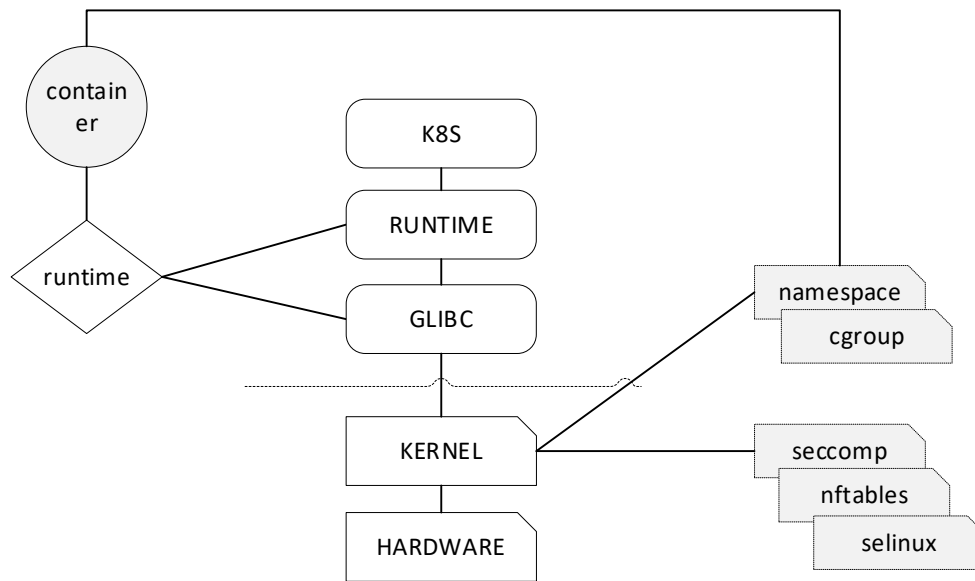 contain
er
K8S
RUNTIME
runtime
GLIBC
namespace
cgroup
KERNEL
seccomp
nftables
HARDWARE
selinux